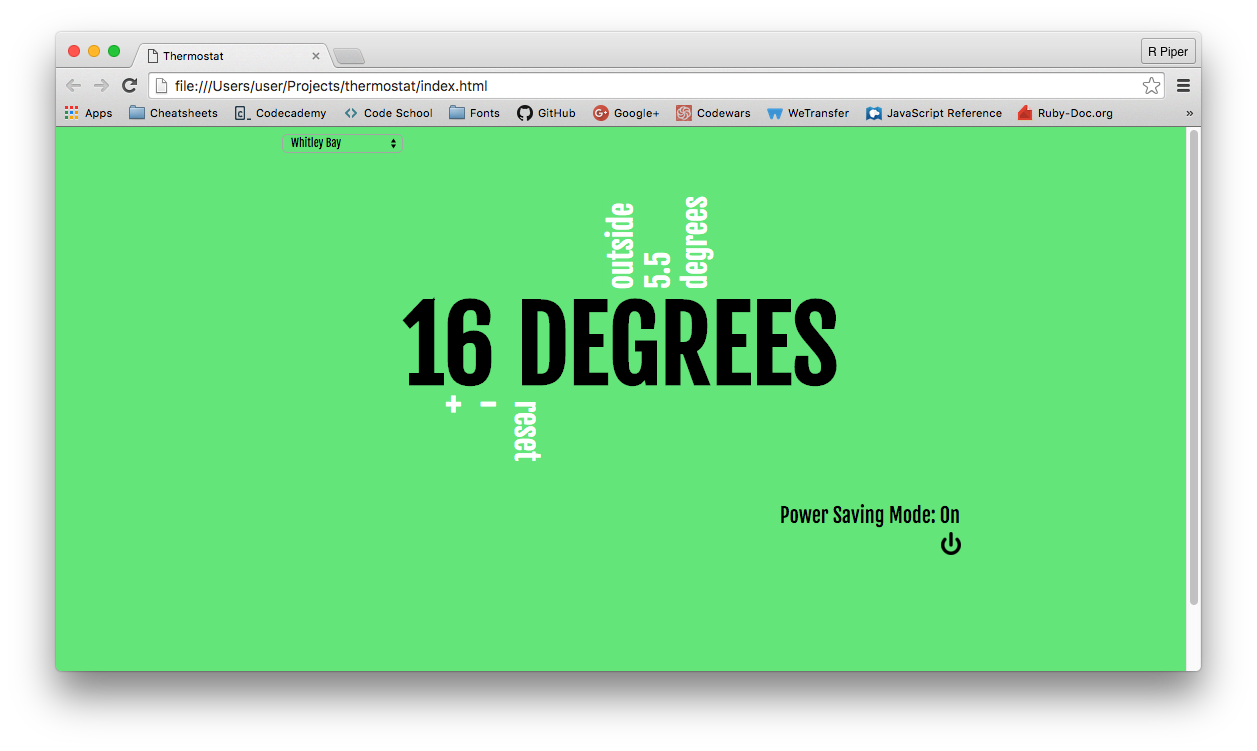 Thermostat
R Piper
file:///Users/user/Projects/thermostat/index.html
Apps Cheatsheets Codecademy Code School Fonts GitHub Google+ Codewars WeTransfer JavaScript Reference Ruby-Doc.org »
Whitley Bay
outside
5.5
degrees
16 DEGREES
+
-
reset
Power Saving Mode: On